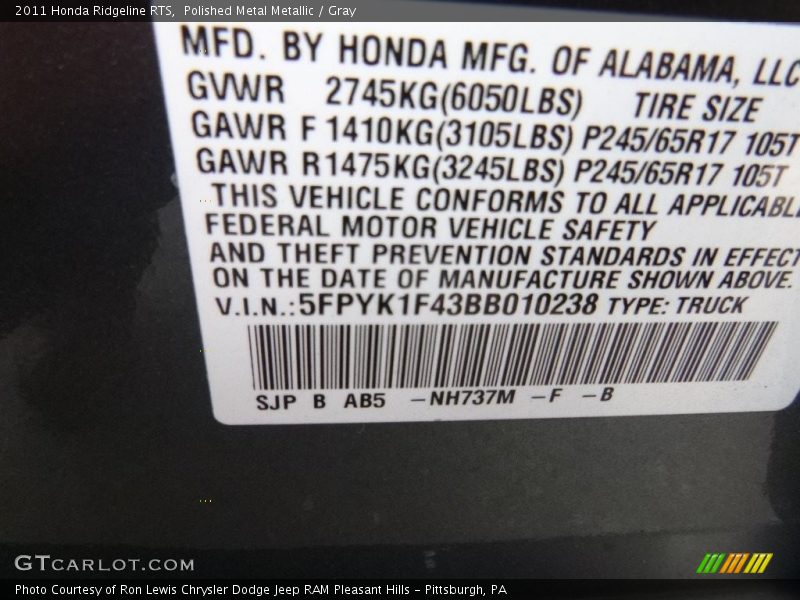 2011 Honda Ridgeline RTS,  Polished Metal Metallic / Gray
MFD. BY HONDA MFG. OF ALABAMA, LLC
GVWR 2745KG(6050LBS) TIRE SIZE
GAWR F 1410KG(3105LBS) P245/65R17 105T
GAWR R1475KG(3245LBS) P245/65R17 105T
THIS VEHICLE CONFORMS TO ALL APPLICABLE
FEDERAL MOTOR VEHICLE SAFETY
AND THEFT PREVENTION STANDARDS IN EFFECT
ON THE DATE OF MANUFACTURE SHOWN ABOVE.
V.I.N.:5FPYK1F43BB010238 TYPE: TRUCK
SJP B AB5 -NH737M -F -B
GTCARLOT.COM
Photo Courtesy of Ron Lewis Chrysler Dodge Jeep RAM Pleasant Hills - Pittsburgh, PA